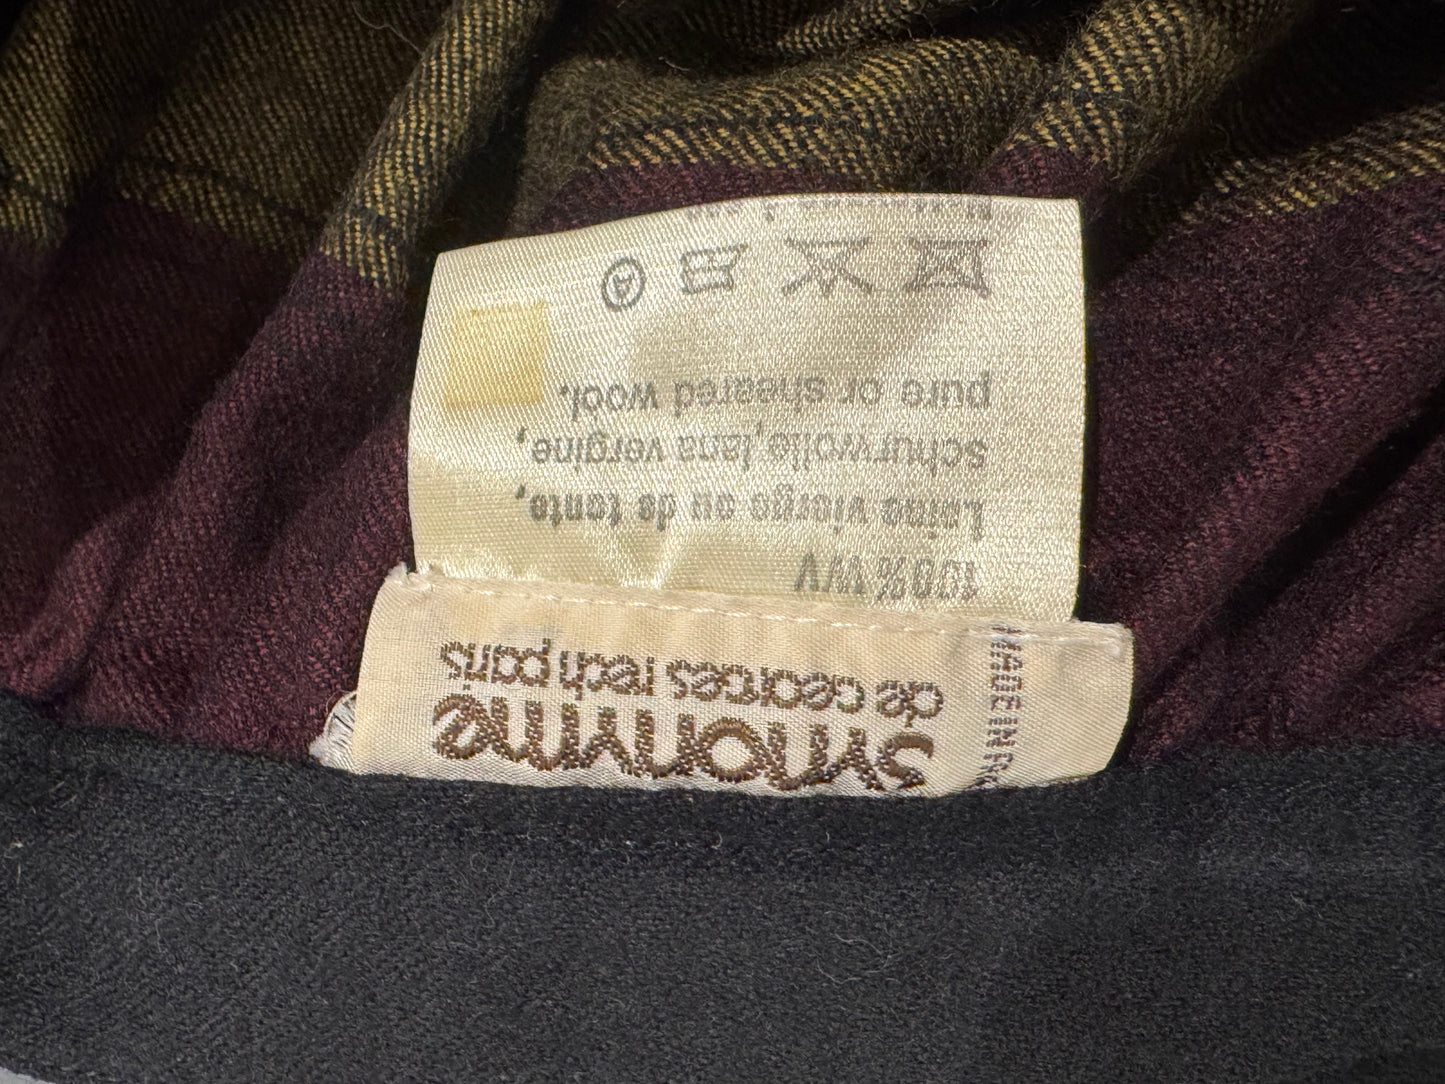 synonyme
de georges rech paris
MADE IN FR
100% WV
Laine vierge ou de tonte,
schurwolle,lana vergine,
pure or sheared wool.
A